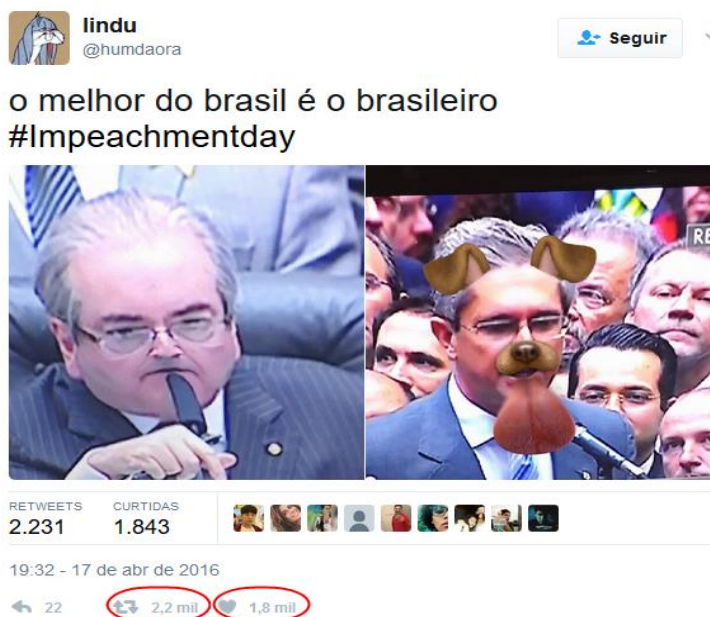 lindu
@humdaora
Seguir
o melhor do brasil é o brasileiro
#Impeachmentday
RE
RETWEETS CURTIDAS
2.231 1.843
19:32 - 17 de abr de 2016
22 2,2 mil 1,8 mil